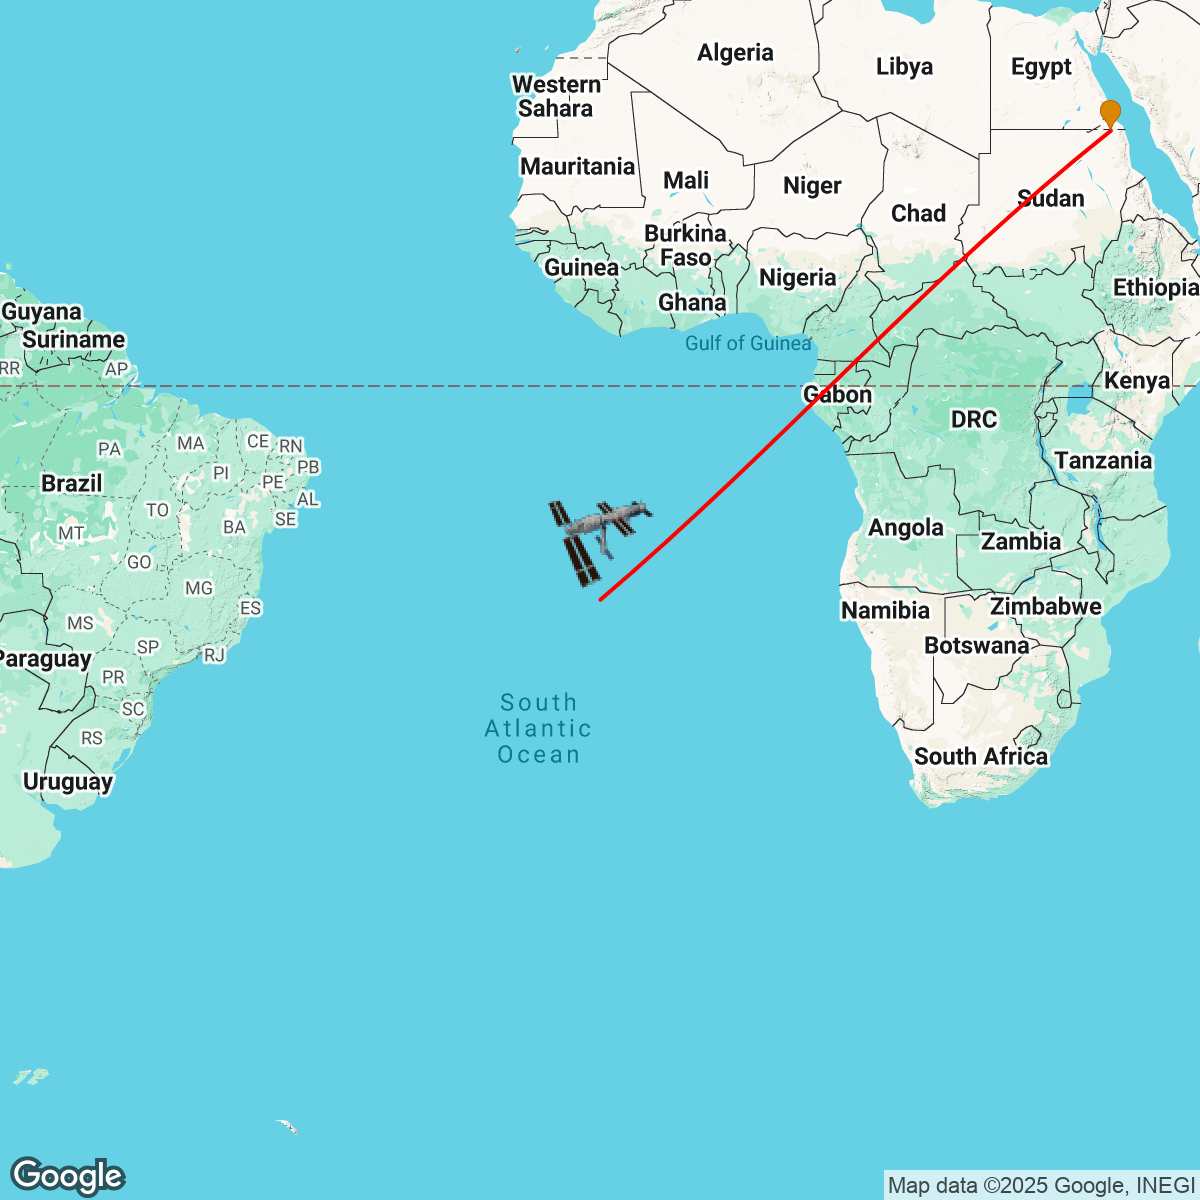 Algeria
Libya
Egypt
Western
Sahara
Mauritania
Mali
Niger
Chad
Sudan
Burkina
Faso
Guinea
Ghana
Nigeria
Ethiopia
Guyana
Suriname
RR
AP
Gulf of Guinea
Gabon
Kenya
DRC
Tanzania
PA
MA
CE
RN
PI
PB
PE
Brazil
TO
AL
SE
MT
BA
GO
Angola
Zambia
MG
ES
Namibia
Zimbabwe
MS
SP
RJ
Botswana
Paraguay
PR
SC
RS
South
Atlantic
Ocean
South Africa
Uruguay
Google
Map data ©2025 Google, INEGI